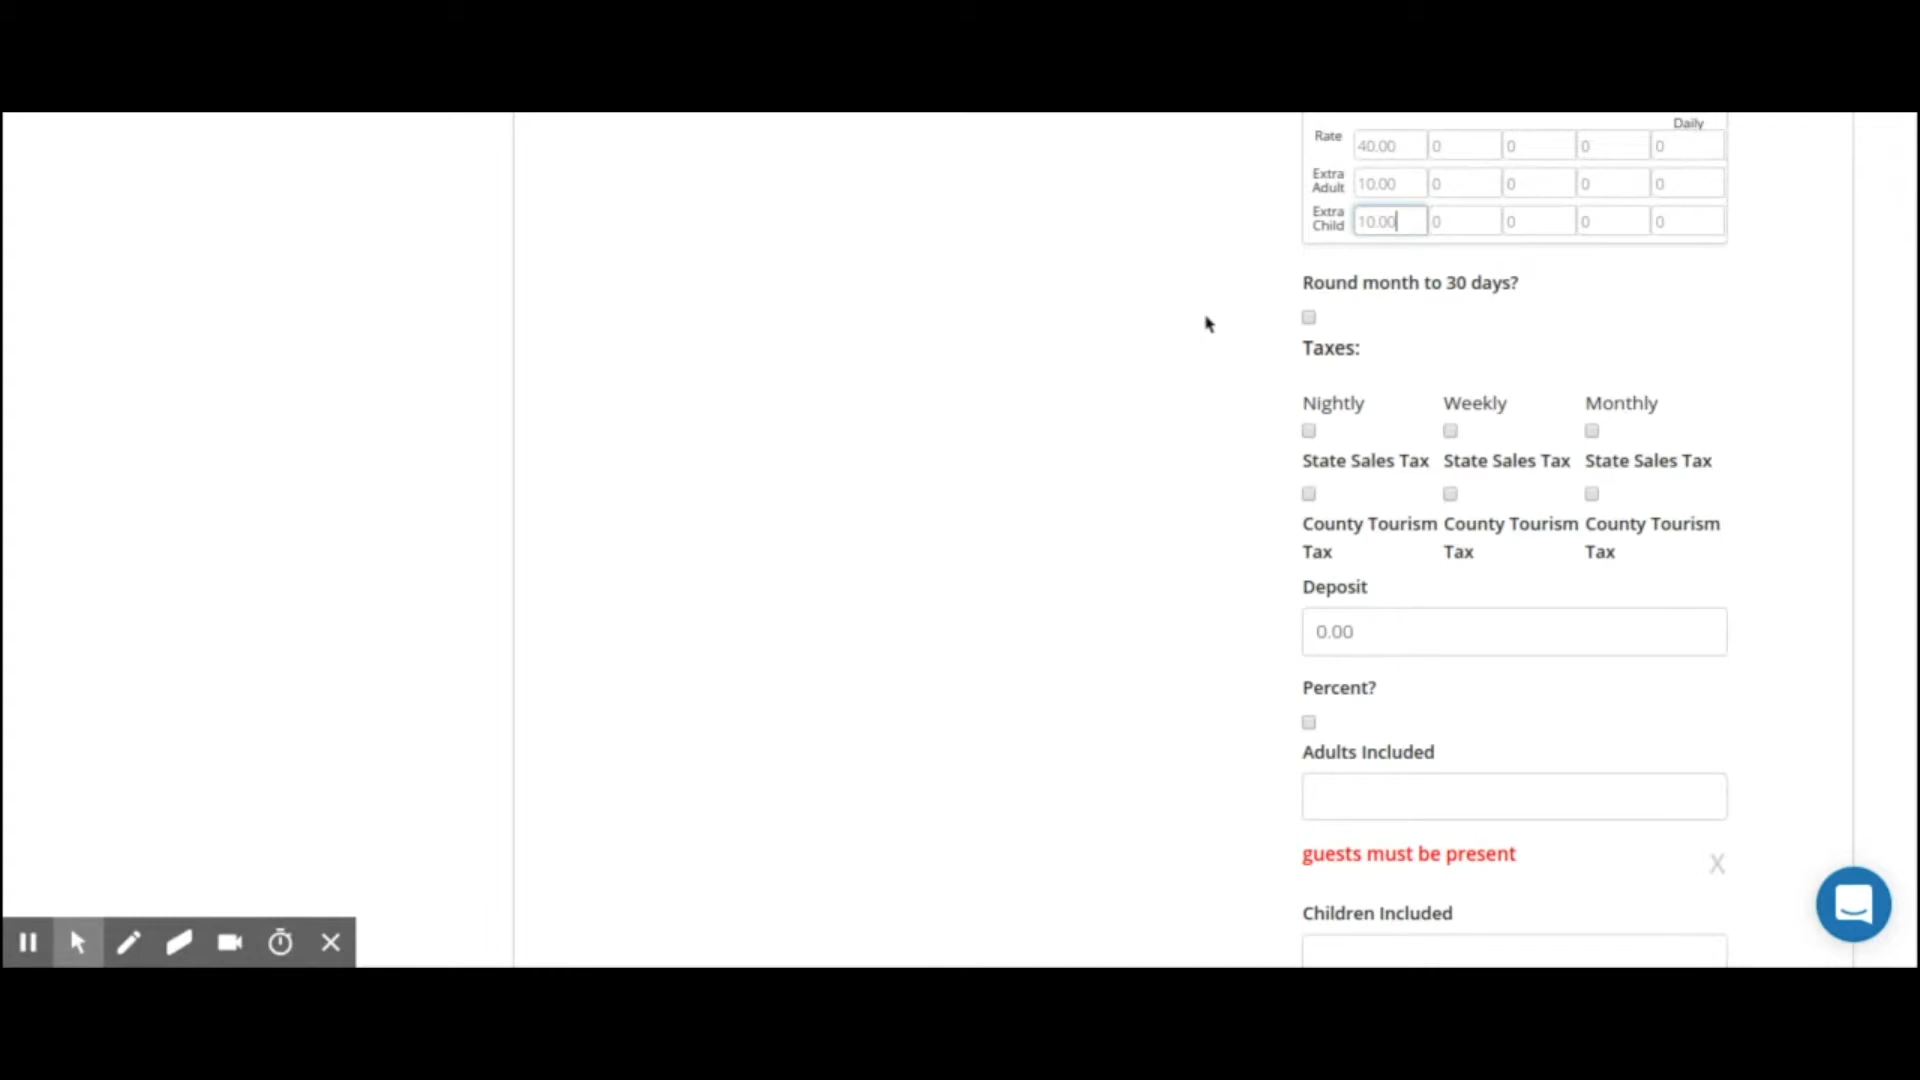 Daily
Rate 40.00 0 0 0 0
Extra
Adult 10.00 0 0 0 0
Extra
Child 10.00 0 0 0 0
Round month to 30 days?
Taxes:
Nightly Weekly Monthly
State Sales Tax State Sales Tax State Sales Tax
County Tourism County Tourism County Tourism
Tax Tax Tax
Deposit
0.00
Percent?
Adults Included
guests must be present X
Children Included